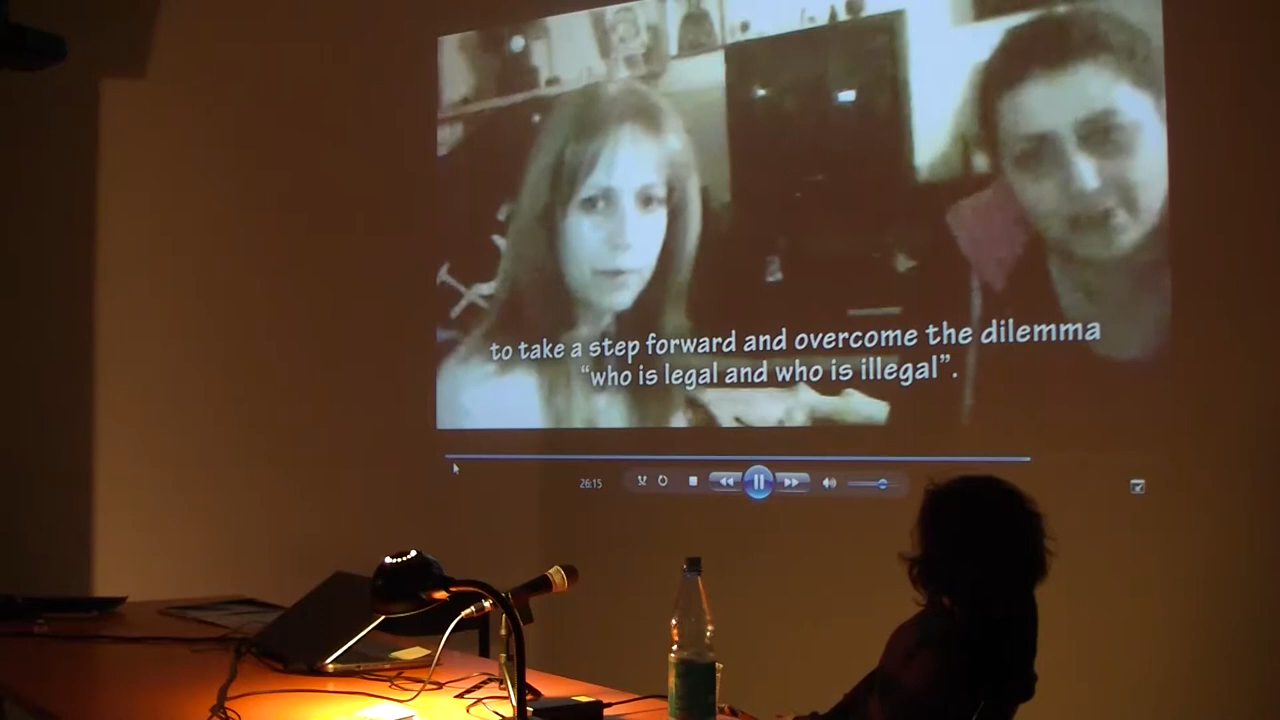 to take a step forward and overcome the dilemma
“who is legal and who is illegal”.
26:15